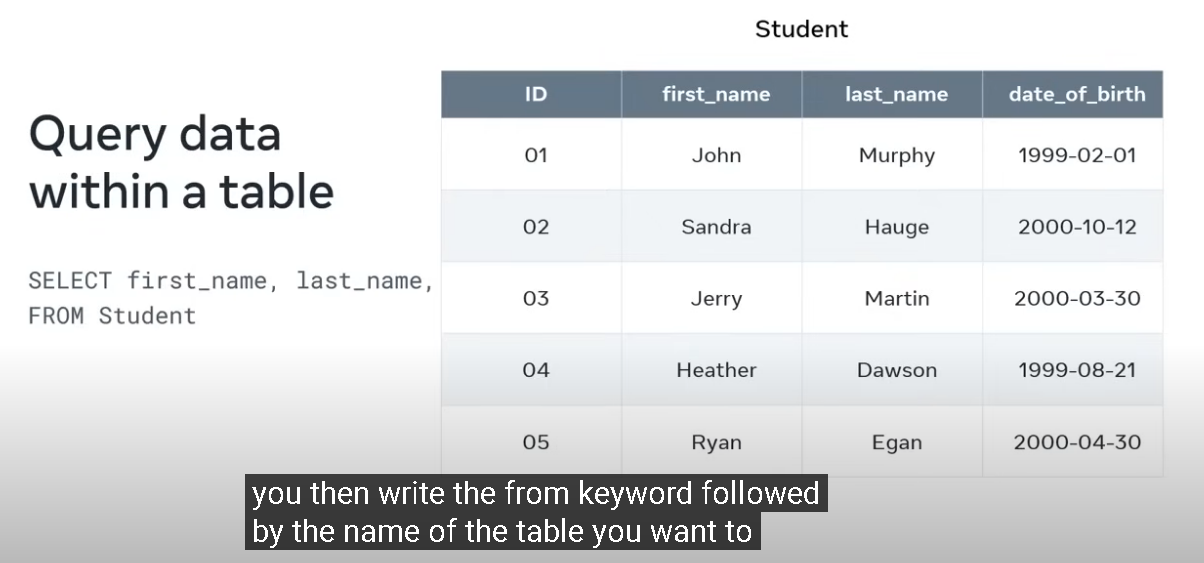 Student
Query data
within a table
SELECT first_name, last_name,
FROM Student
ID first_name last_name date_of_birth
01 John Murphy 1999-02-01
02 Sandra Hauge 2000-10-12
03 Jerry Martin 2000-03-30
04 Heather Dawson 1999-08-21
05 Ryan Egan 2000-04-30
you then write the from keyword followed
by the name of the table you want to